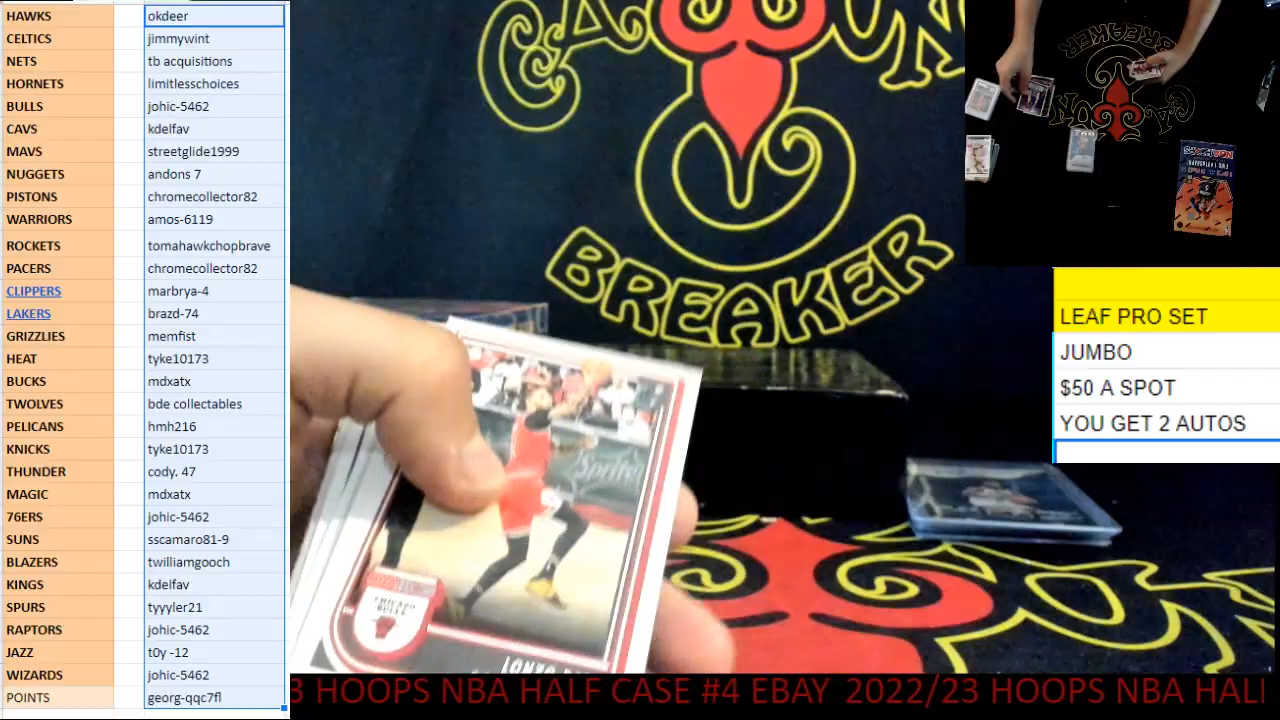 HAWKS okdeer
CELTICS jimmywint
NETS tb acquisitions
HORNETS limitlesschoices
BULLS johic-5462
CAVS kdelfav
MAVS streetglide1999
NUGGETS andons 7
PISTONS chromecollector82
WARRIORS amos-6119
ROCKETS tomahawkchopbrave
PACERS chromecollector82
CLIPPERS marbrya-4
LAKERS brazd-74
GRIZZLIES memfist
HEAT tyke10173
BUCKS mdxatx
TWOLVES bde collectables
PELICANS hmh216
KNICKS tyke10173
THUNDER cody. 47
MAGIC mdxatx
76ERS johic-5462
SUNS sscamaro81-9
BLAZERS twilliamgooch
KINGS kdelfav
SPURS tyyyler21
RAPTORS johic-5462
JAZZ t0y -12
WIZARDS johic-5462
POINTS georg-qqc7fl
BREAKER
Sprite
CHICAGO
BULLS
LONZO
LEAF PRO SET
JUMBO
$50 A SPOT
YOU GET 2 AUTOS
3 HOOPS NBA HALF CASE #4 EBAY 2022/23 HOOPS NBA HAL